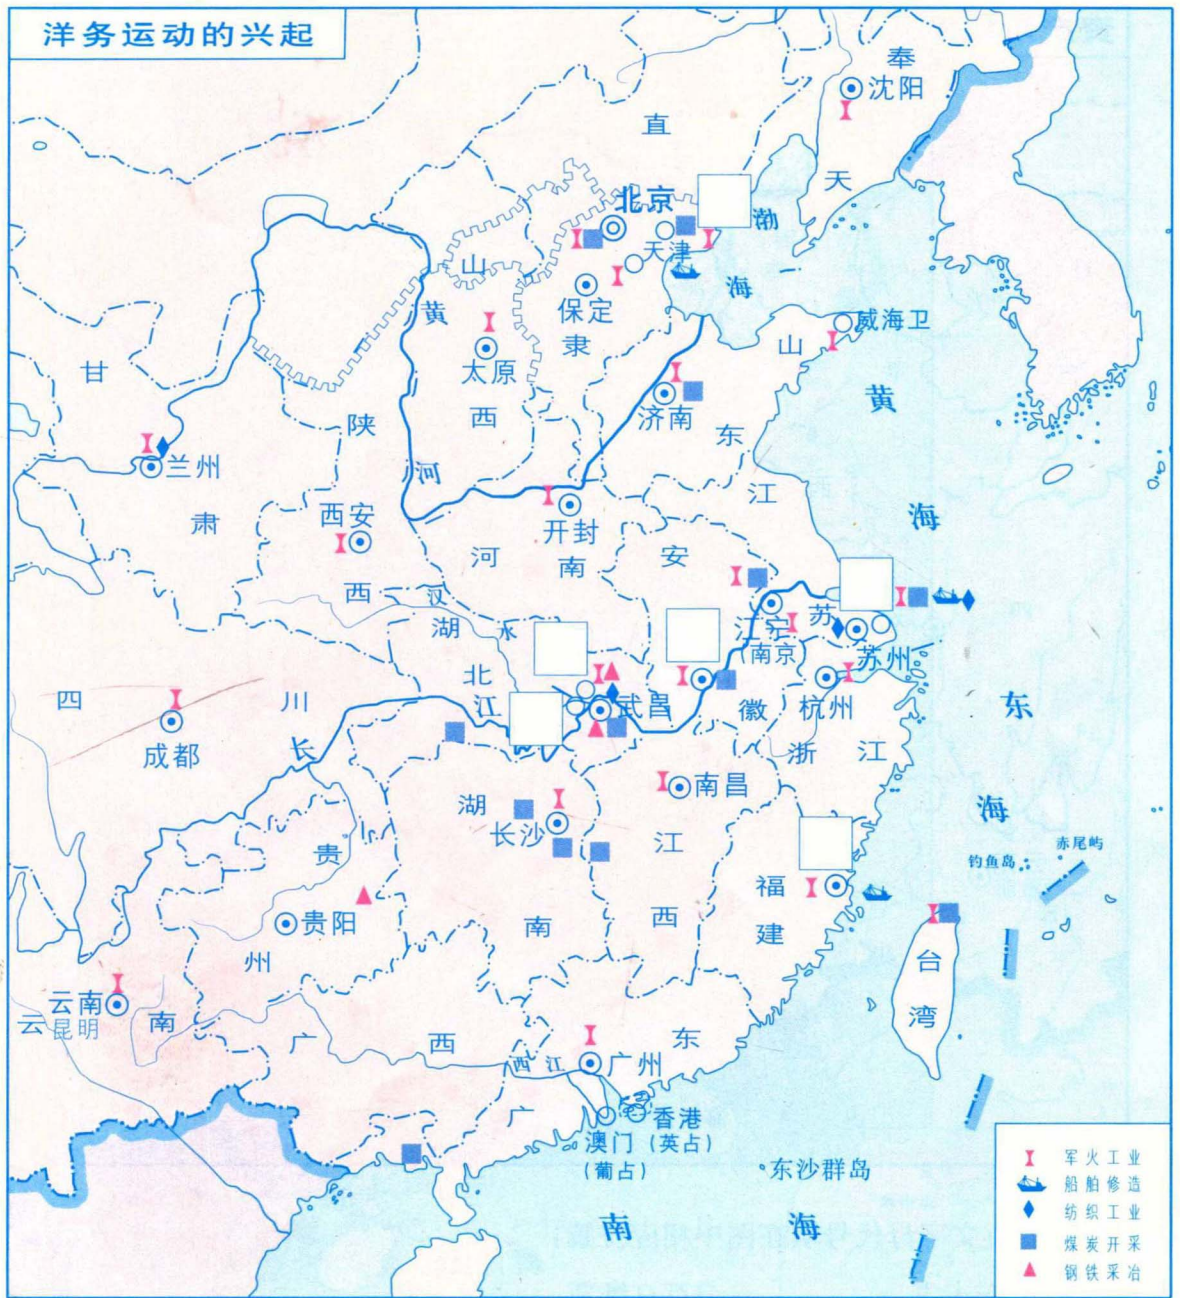 洋务运动的兴起
奉
沈阳
直
天
北京
渤
天津
山
海
保定
黄
隶
威海卫
太原
山
甘
西
济南
黄
陕
东
河
兰州
江
肃
西安
开封
海
河
南
安
西
汉
湖
水
江宁
苏
(南京)
苏州
北
四
川
江
武昌
徽
杭州
东
成都
长
浙
江
湖
南昌
海
长沙
江
贵
钓鱼岛
赤尾屿
福
贵阳
南
西
建
州
台
云南
云
昆明
南
湾
广
西
东
西江
广州
广
香港
澳门
(英占)
(葡占)
东沙群岛
南
海
军火工业
船舶修造
纺织工业
煤炭开采
钢铁采冶